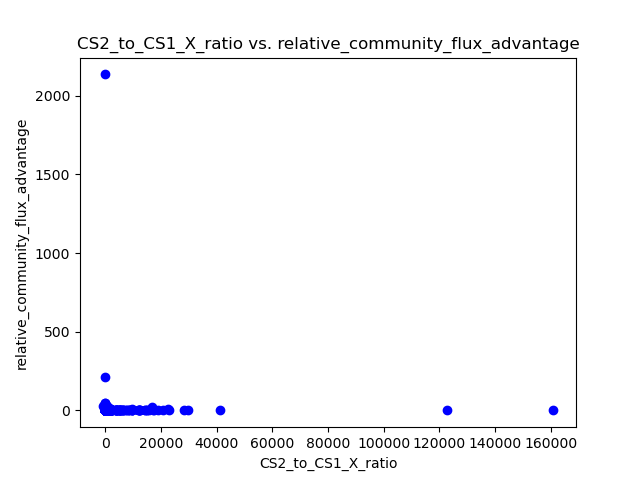 CS2_to_CS1_X_ratio vs. relative_community_flux_advantage
relative_community_flux_advantage
2000
1500
1000
500
0
0 20000 40000 60000 80000 100000 120000 140000 160000
CS2_to_CS1_X_ratio